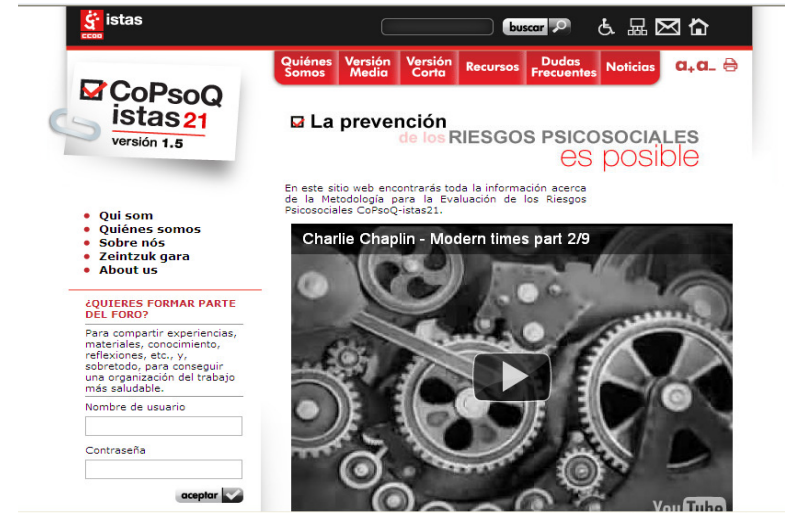 istas
CCOO
buscar
Quiénes Somos
Versión Media
Versión Corta
Recursos
Dudas Frecuentes
Noticias
a+a-
CoPsoQ
istas 21
versión 1.5
La prevención
de los RIESGOS PSICOSOCIALES
es posible
En este sitio web encontrarás toda la información acerca
de la Metodología para la Evaluación de los Riesgos
Psicosociales CoPsoQ-istas21.
Qui som
Quiénes somos
Sobre nós
Zeintzuk gara
About us
¿QUIERES FORMAR PARTE
DEL FORO?
Para compartir experiencias,
materiales, conocimiento,
reflexiones, etc., y,
sobretodo, para conseguir
una organización del trabajo
más saludable.
Nombre de usuario
Contraseña
aceptar
Charlie Chaplin - Modern times part 2/9
YouTube